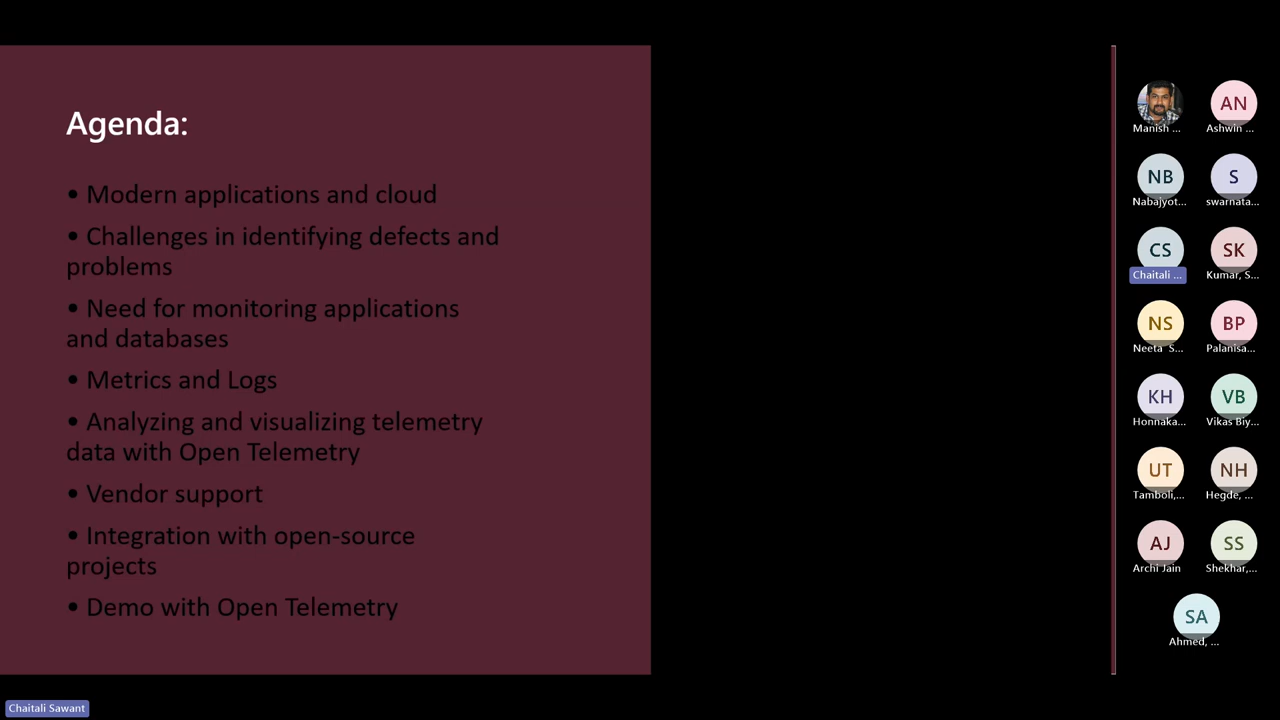 Agenda:
• Modern applications and cloud
• Challenges in identifying defects and
problems
• Need for monitoring applications
and databases
• Metrics and Logs
• Analyzing and visualizing telemetry
data with Open Telemetry
• Vendor support
• Integration with open-source
projects
• Demo with Open Telemetry
Manish ...
AN
Ashwin ...
NB
Nabajyot...
S
swarnata...
CS
Chaitali ...
SK
Kumar, S...
NS
Neeta S...
BP
Palanisa...
KH
Honnaka...
VB
Vikas Biy...
UT
Tamboli,...
NH
Hegde, ...
AJ
Archi Jain
SS
Shekhar,...
SA
Ahmed, ...
Chaitali Sawant